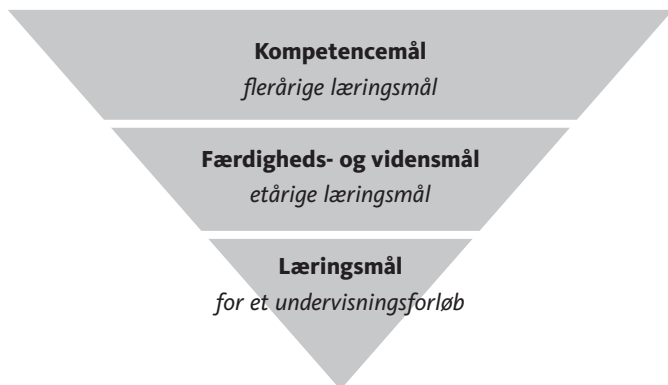 Kompetencemål
flerårige læringsmål
Færdigheds- og vidensmål
etårige læringsmål
Læringsmål
for et undervisningsforløb